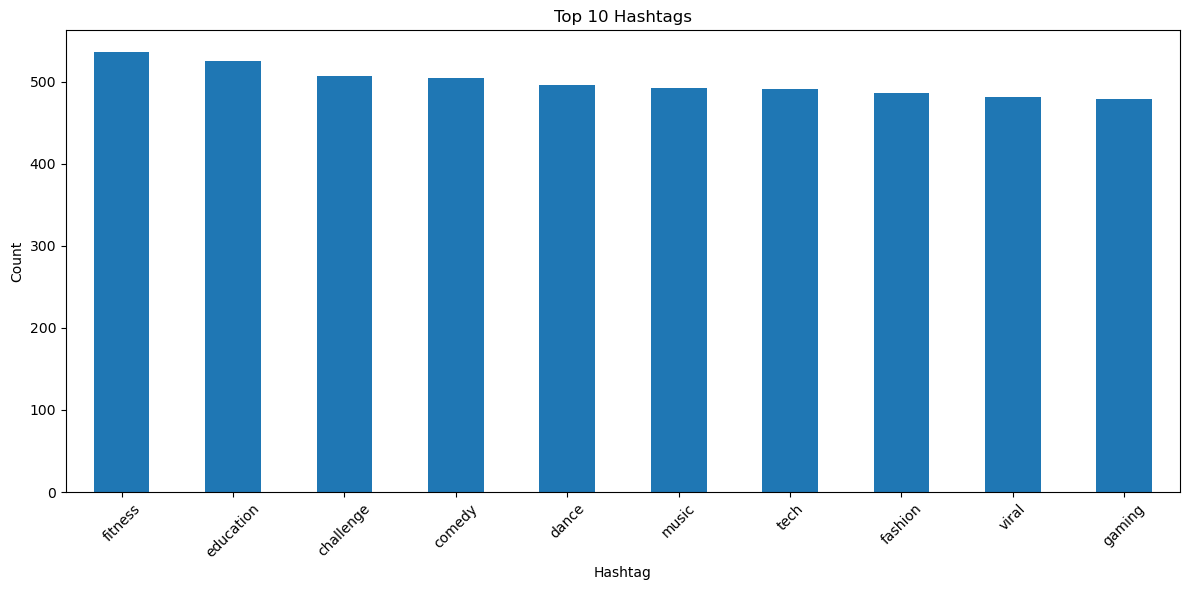 Top 10 Hashtags
Count
500
400
300
200
100
0
fitness
education
challenge
comedy
dance
music
tech
fashion
viral
gaming
Hashtag